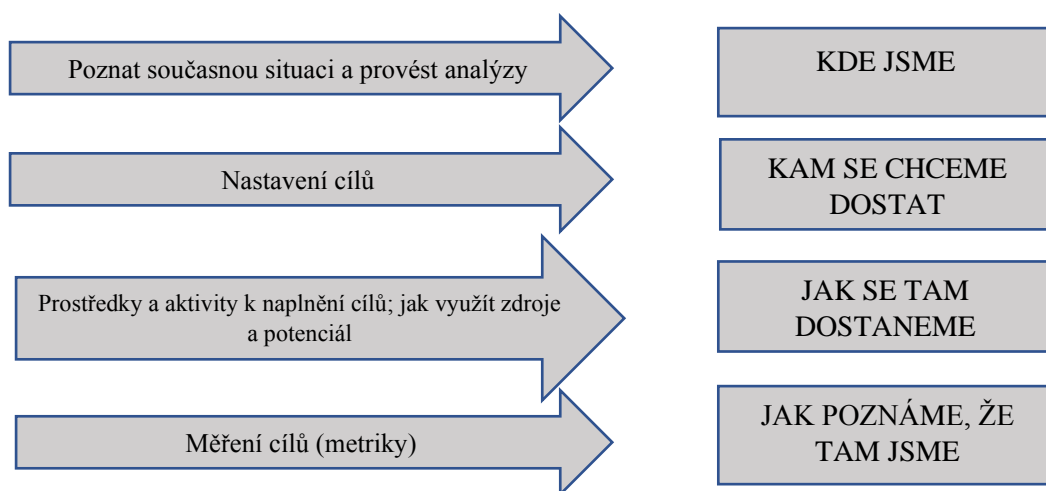 Poznat současnou situaci a provést analýzy
KDE JSME
Nastavení cílů
KAM SE CHCEME
DOSTAT
Prostředky a aktivity k naplnění cílů; jak využít zdroje
a potenciál
JAK SE TAM
DOSTANEME
Měření cílů (metriky)
JAK POZNÁME, ŽE
TAM JSME